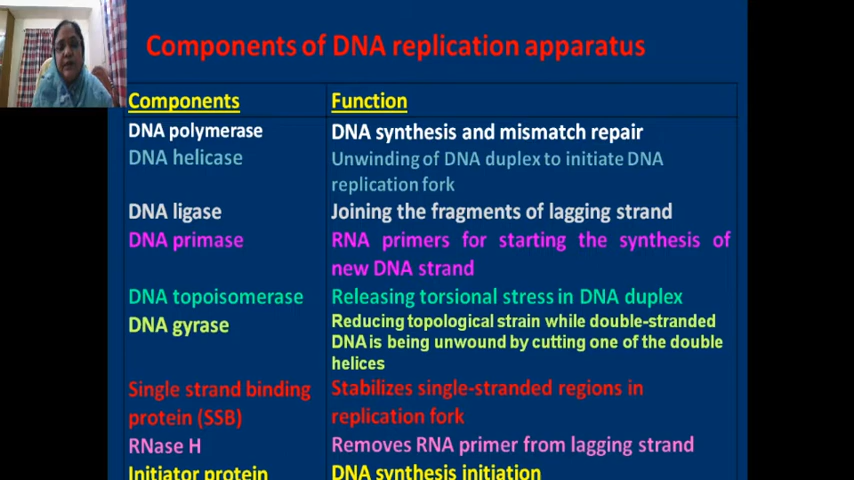 Components of DNA replication apparatus
Components Function
DNA polymerase DNA synthesis and mismatch repair
DNA helicase Unwinding of DNA duplex to initiate DNA
replication fork
DNA ligase Joining the fragments of lagging strand
DNA primase RNA primers for starting the synthesis of
new DNA strand
DNA topoisomerase Releasing torsional stress in DNA duplex
DNA gyrase Reducing topological strain while double-stranded
DNA is being unwound by cutting one of the double
helices
Single strand binding Stabilizes single-stranded regions in
protein (SSB) replication fork
RNase H Removes RNA primer from lagging strand
Initiator protein DNA synthesis initiation